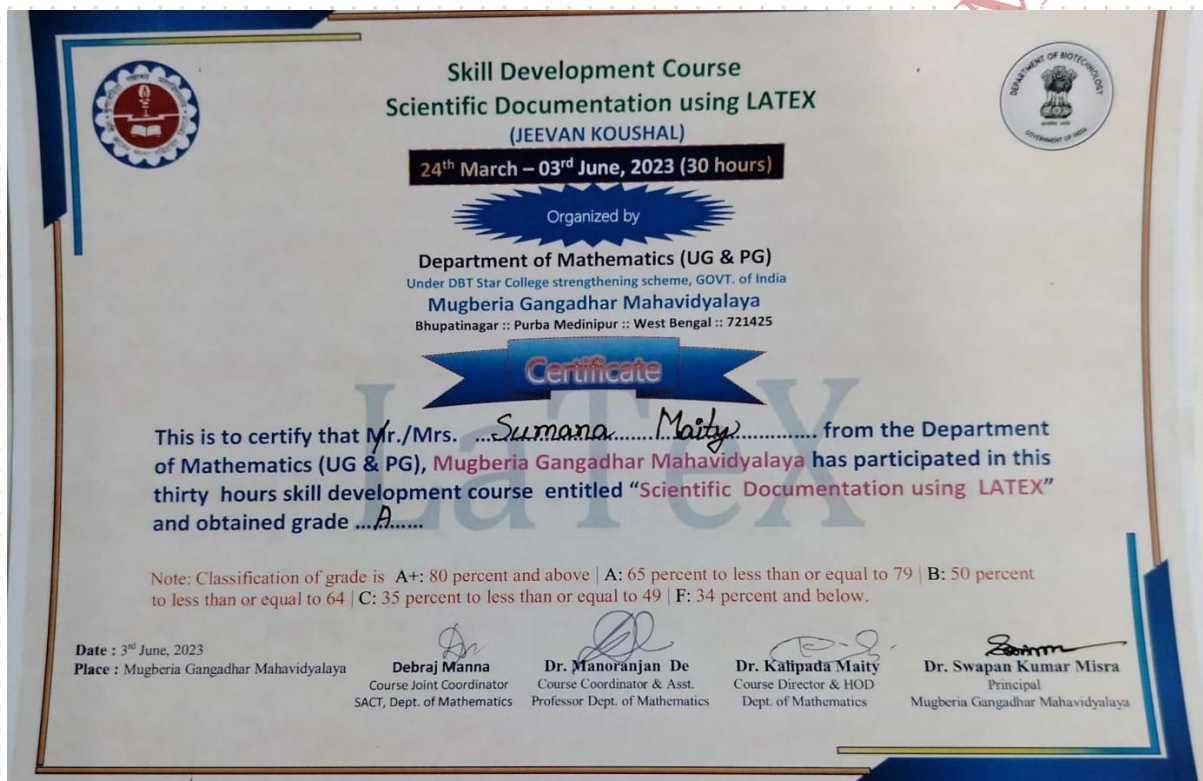 Skill Development Course
Scientific Documentation using LATEX
(JEEVAN KOUSHAL)
24th March – 03rd June, 2023 (30 hours)
Organized by
Department of Mathematics (UG & PG)
Under DBT Star College strengthening scheme, GOVT. of India
Mugberia Gangadhar Mahavidyalaya
Bhupatinagar :: Purba Medinipur :: West Bengal :: 721425
Certificate
LaTeX
This is to certify that Mr./Mrs. ...Sumana......Maity............ from the Department
of Mathematics (UG & PG), Mugberia Gangadhar Mahavidyalaya has participated in this
thirty hours skill development course entitled “Scientific Documentation using LATEX”
and obtained grade ...A......
Note: Classification of grade is A+: 80 percent and above | A: 65 percent to less than or equal to 79 | B: 50 percent
to less than or equal to 64 | C: 35 percent to less than or equal to 49 | F: 34 percent and below.
Date : 3rd June, 2023
Place : Mugberia Gangadhar Mahavidyalaya
Debraj Manna
Course Joint Coordinator
SACT, Dept. of Mathematics
Dr. Manoranjan De
Course Coordinator & Asst.
Professor Dept. of Mathematics
Dr. Kalipada Maity
Course Director & HOD
Dept. of Mathematics
Dr. Swapan Kumar Misra
Principal
Mugberia Gangadhar Mahavidyalaya
DEPARTMENT OF BIOTECHNOLOGY
GOVERNMENT OF INDIA